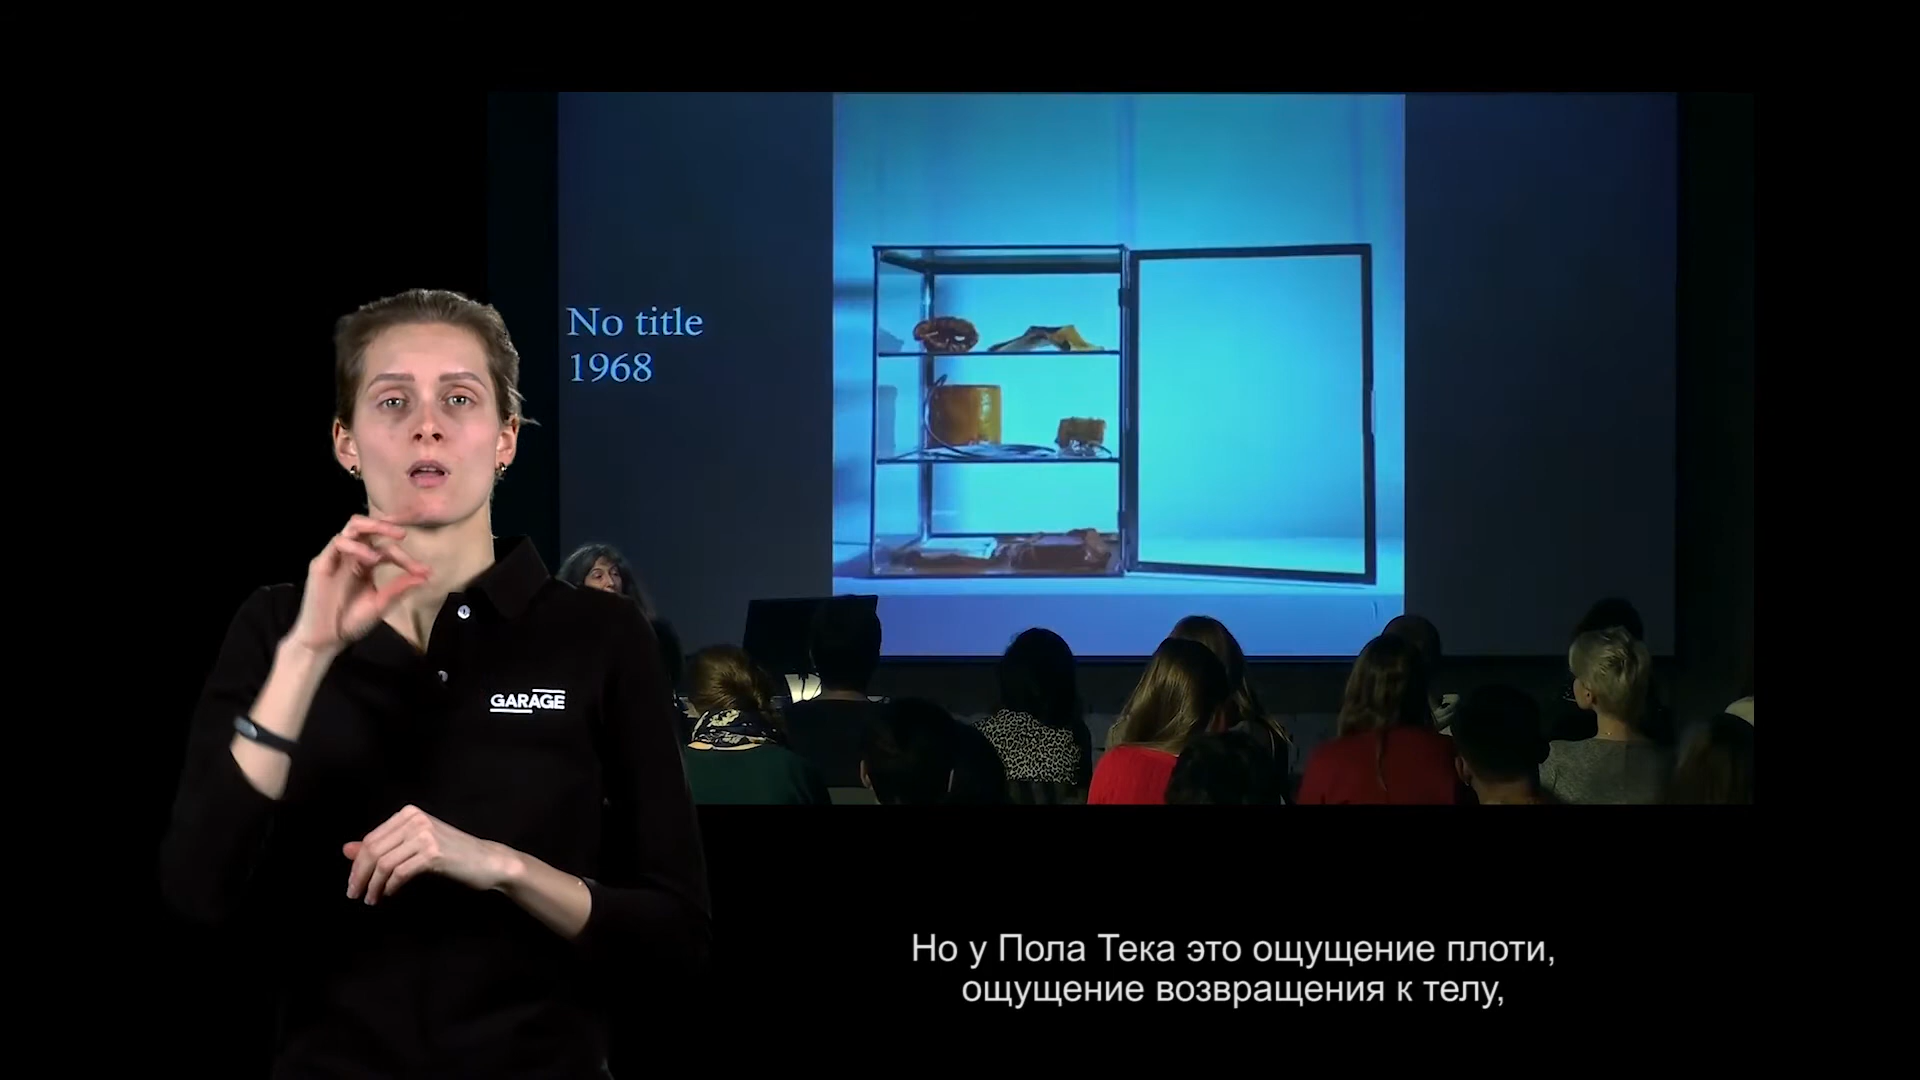 No title
1968
GARAGE
Но у Пола Тека это ощущение плоти,
ощущение возвращения к телу,